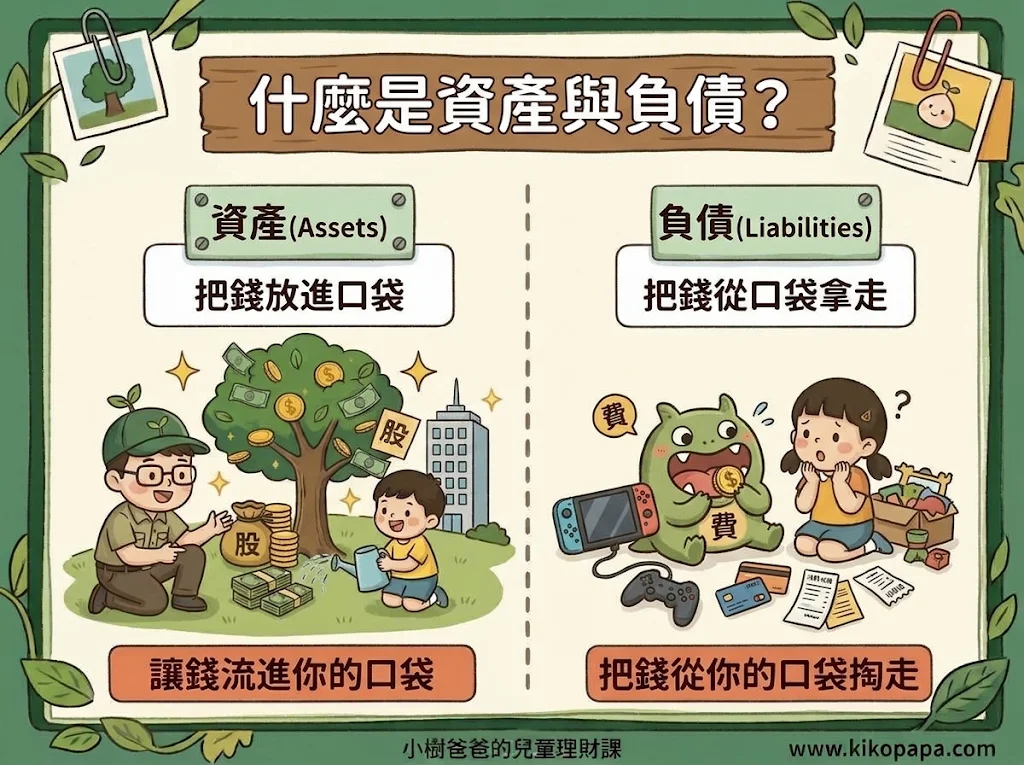 什麼是資產與負債？
資產(Assets)
把錢放進口袋
股
股
讓錢流進你的口袋
負債(Liabilities)
把錢從口袋拿走
費
費
?
把錢從你的口袋掏走
小樹爸爸的兒童理財課
www.kikopapa.com